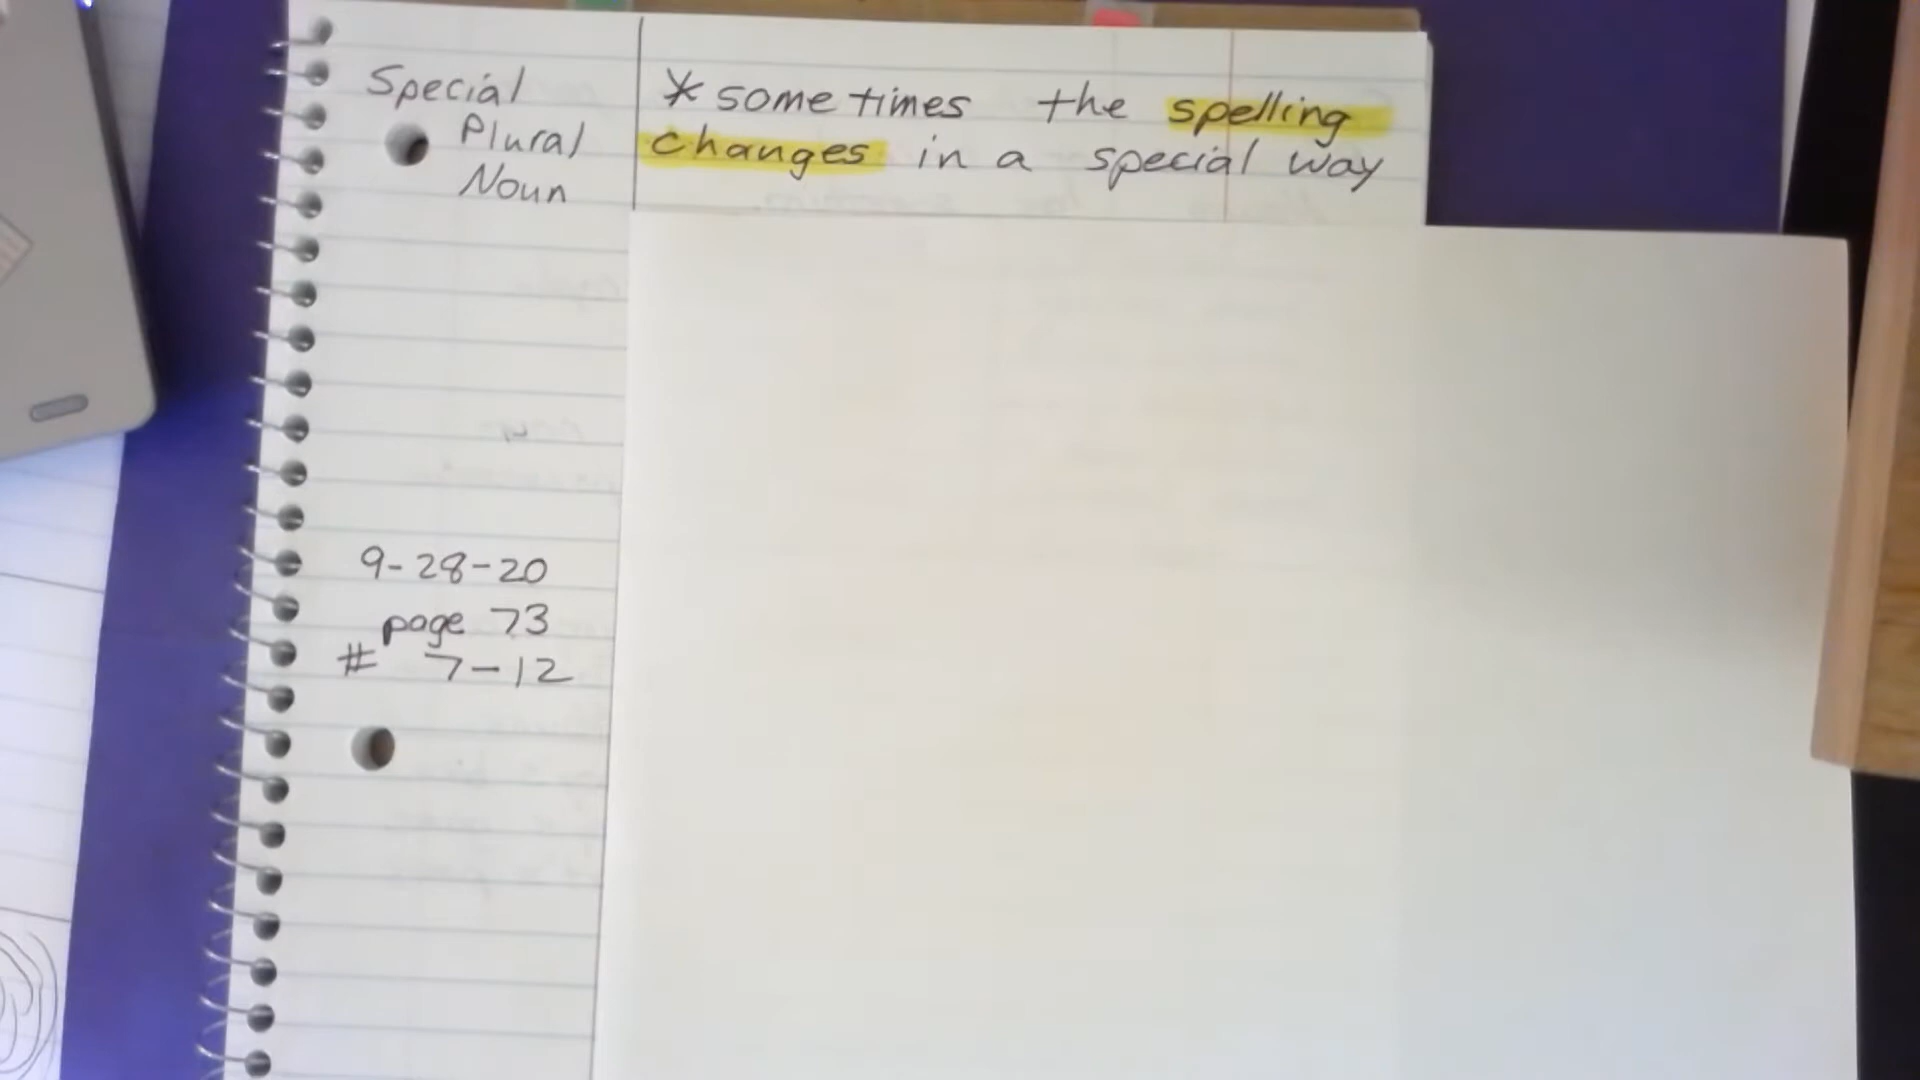 Special
Plural
Noun
* some times the spelling
changes in a special way
9-28-20
page 73
# 7-12